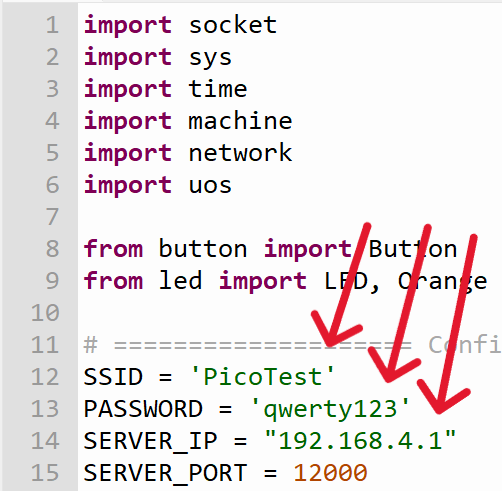 1 import socket
2 import sys
3 import time
4 import machine
5 import network
6 import uos
7
8 from button import Button
9 from led import LED, Orange
10
11 # ==================== Confi
12 SSID = 'PicoTest'
13 PASSWORD = 'qwerty123'
14 SERVER_IP = "192.168.4.1"
15 SERVER_PORT = 12000